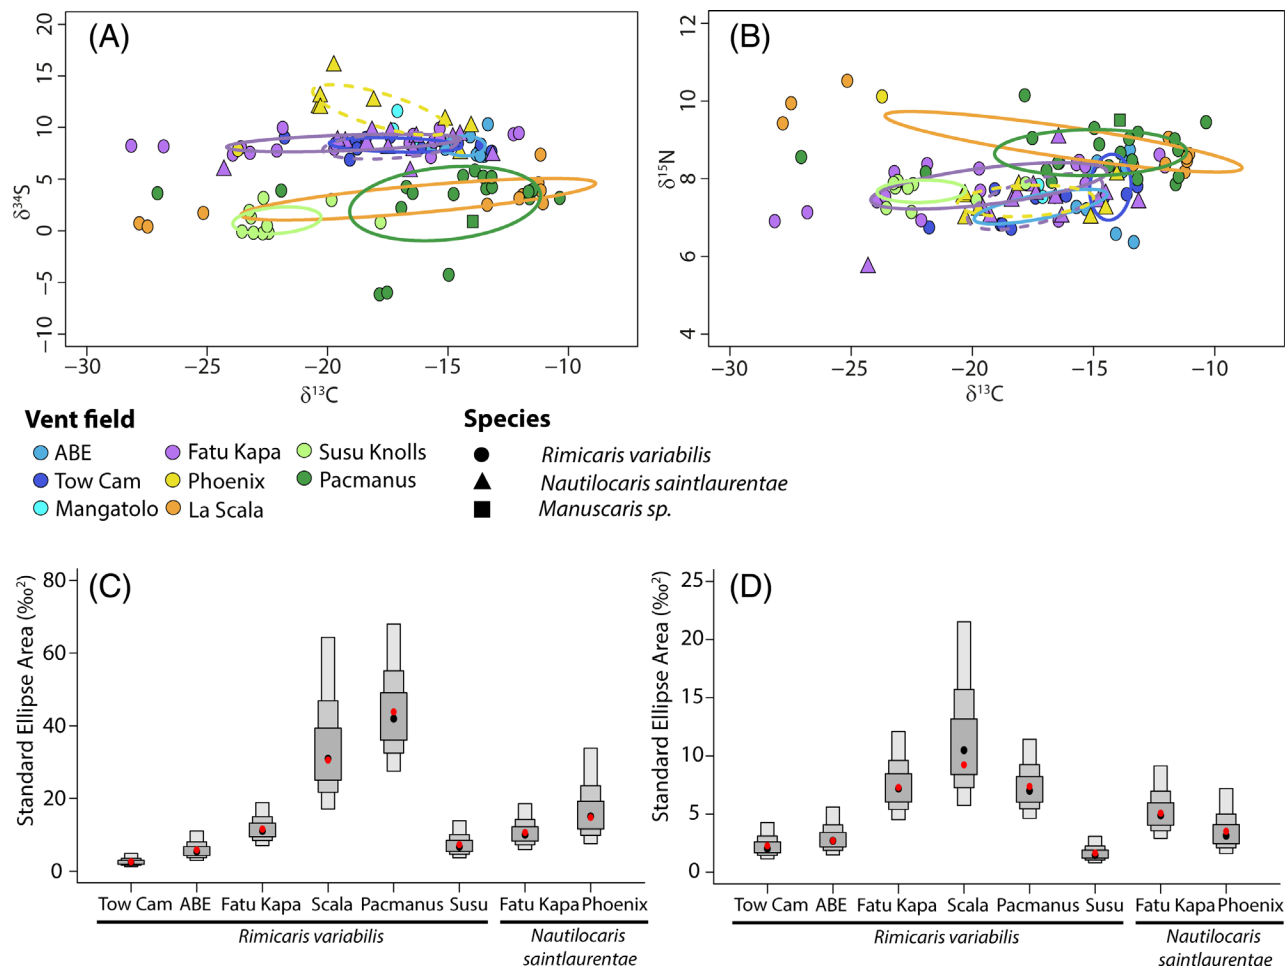 (A)
20
15
10
5
0
−5
−10
δ³⁴S
−30
−25
−20
−15
−10
δ¹³C
(B)
12
10
8
6
4
δ¹⁵N
−30
−25
−20
−15
−10
δ¹³C
Vent field
ABE
Tow Cam
Mangatolo
Fatu Kapa
Phoenix
La Scala
Susu Knolls
Pacmanus
Species
Rimicaris variabilis
Nautilocaris saintlaurentae
Manuscaris sp.
(C)
80
60
40
20
0
Standard Ellipse Area (‰²)
Tow Cam ABE Fatu Kapa Scala Pacmanus Susu Fatu Kapa Phoenix
Rimicaris variabilis
Nautilocaris
saintlaurentae
(D)
25
20
15
10
5
0
Standard Ellipse Area (‰²)
Tow Cam ABE Fatu Kapa Scala Pacmanus Susu Fatu Kapa Phoenix
Rimicaris variabilis
Nautilocaris
saintlaurentae